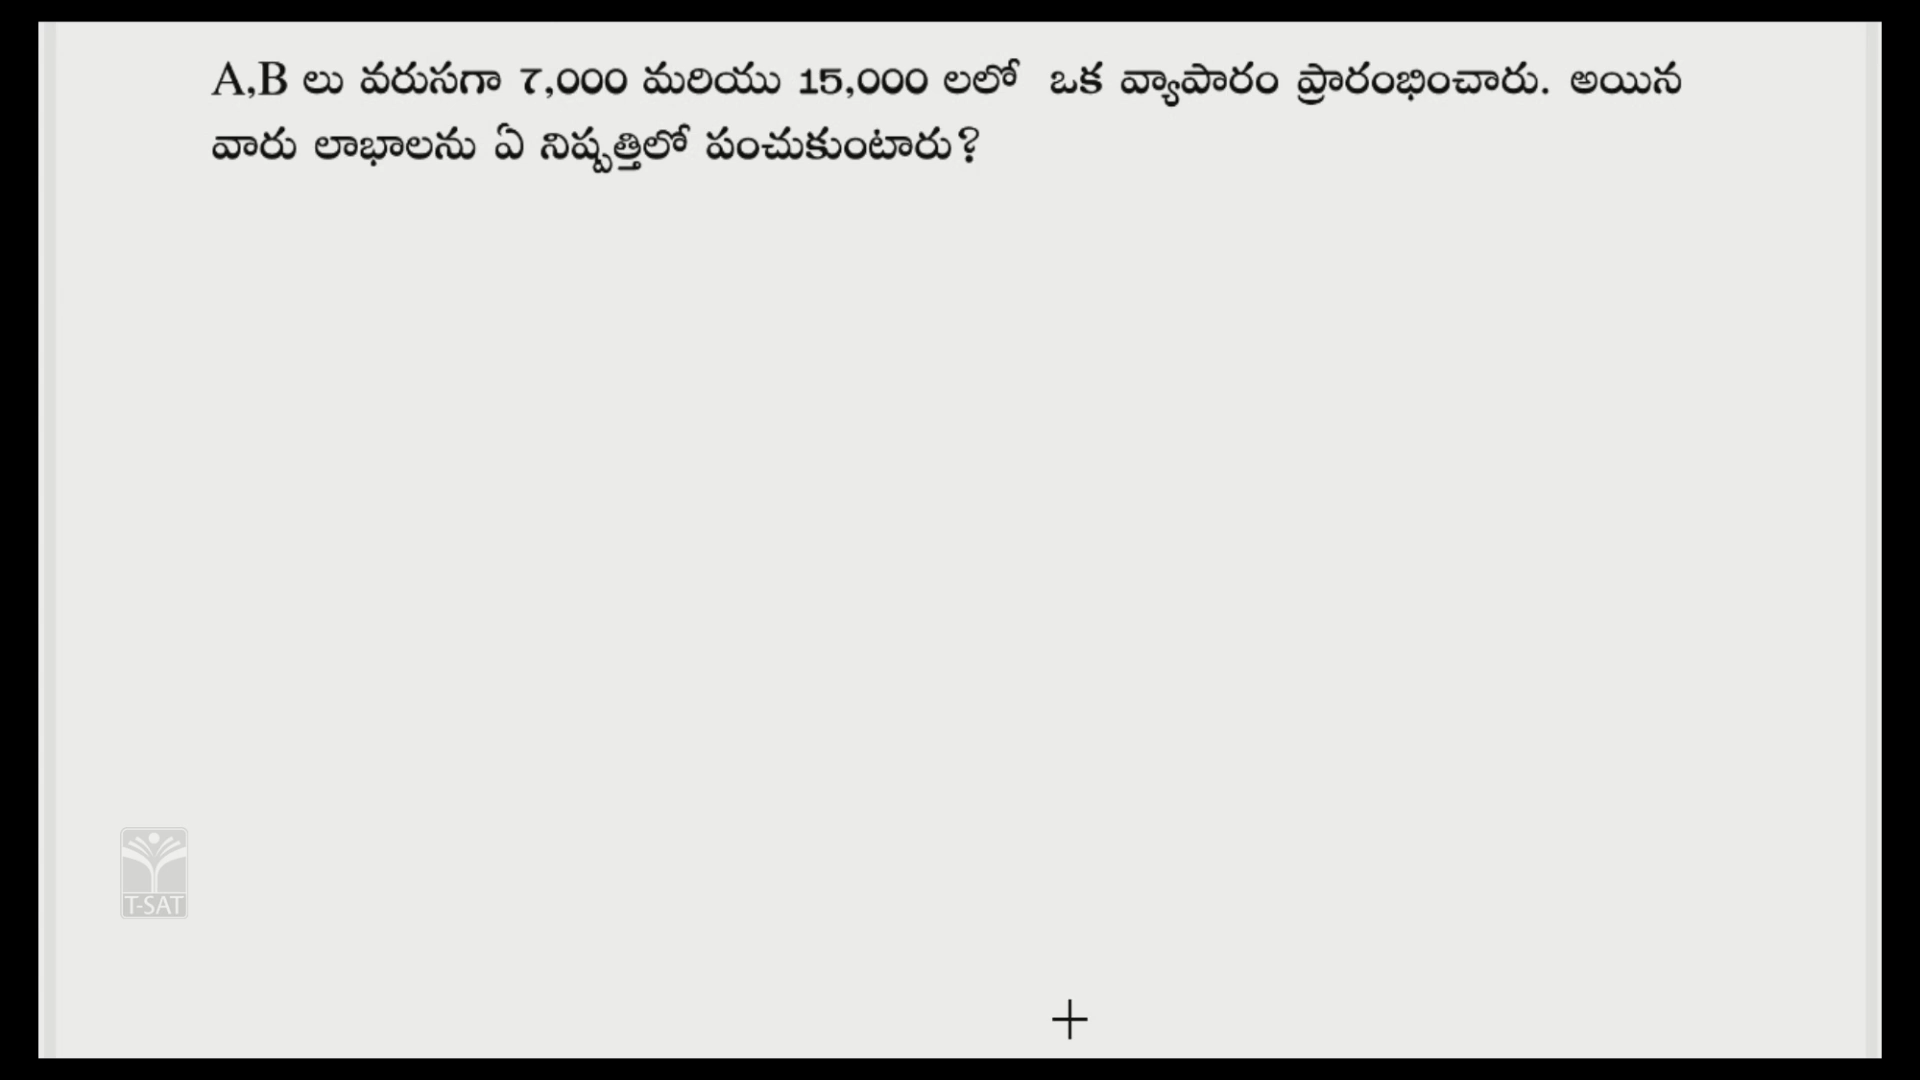 A,B లు వరుసగా 7,000 మరియు 15,000 లలో ఒక వ్యాపారం ప్రారంభించారు. అయిన
వారు లాభాలను ఏ నిష్పత్తిలో పంచుకుంటారు?
T-SAT